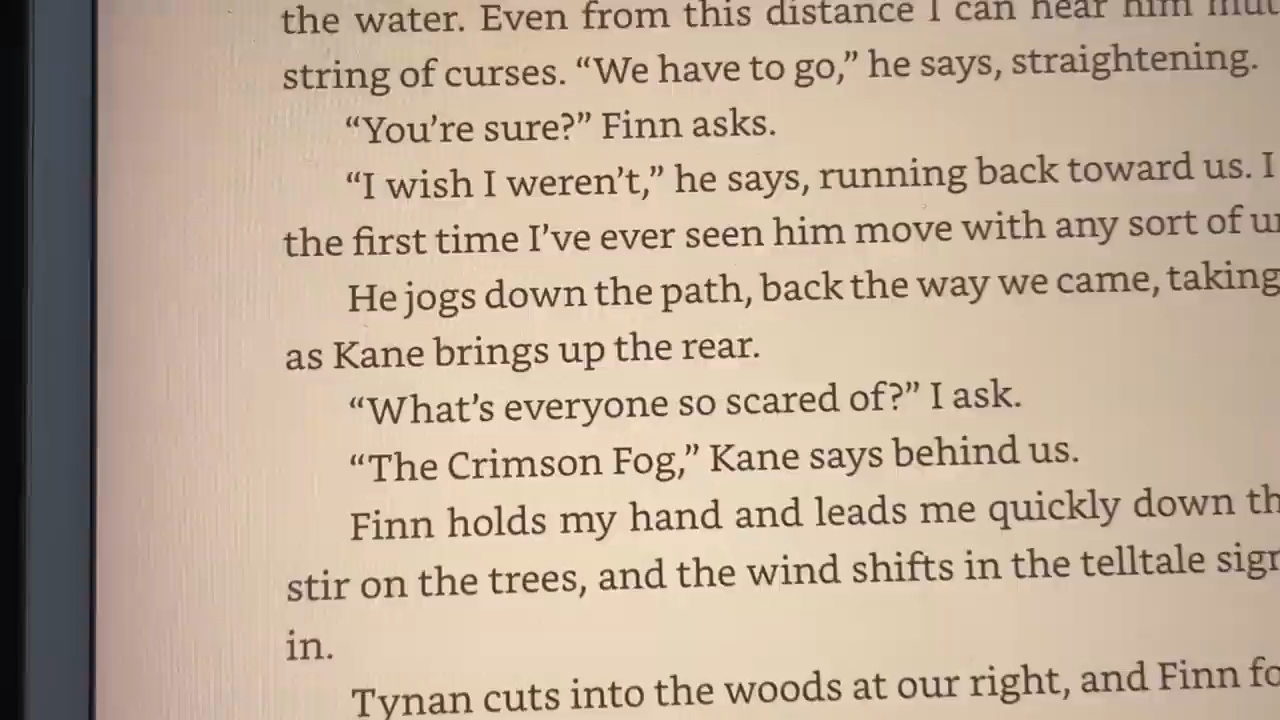 the water. Even from this distance I can hear him
string of curses. “We have to go,” he says, straightening.
“You’re sure?” Finn asks.
“I wish I weren’t,” he says, running back toward us. I
the first time I’ve ever seen him move with any sort of
He jogs down the path, back the way we came, taking
as Kane brings up the rear.
“What’s everyone so scared of?” I ask.
“The Crimson Fog,” Kane says behind us.
Finn holds my hand and leads me quickly down
stir on the trees, and the wind shifts in the telltale
in.
Tynan cuts into the woods at our right, and Finn